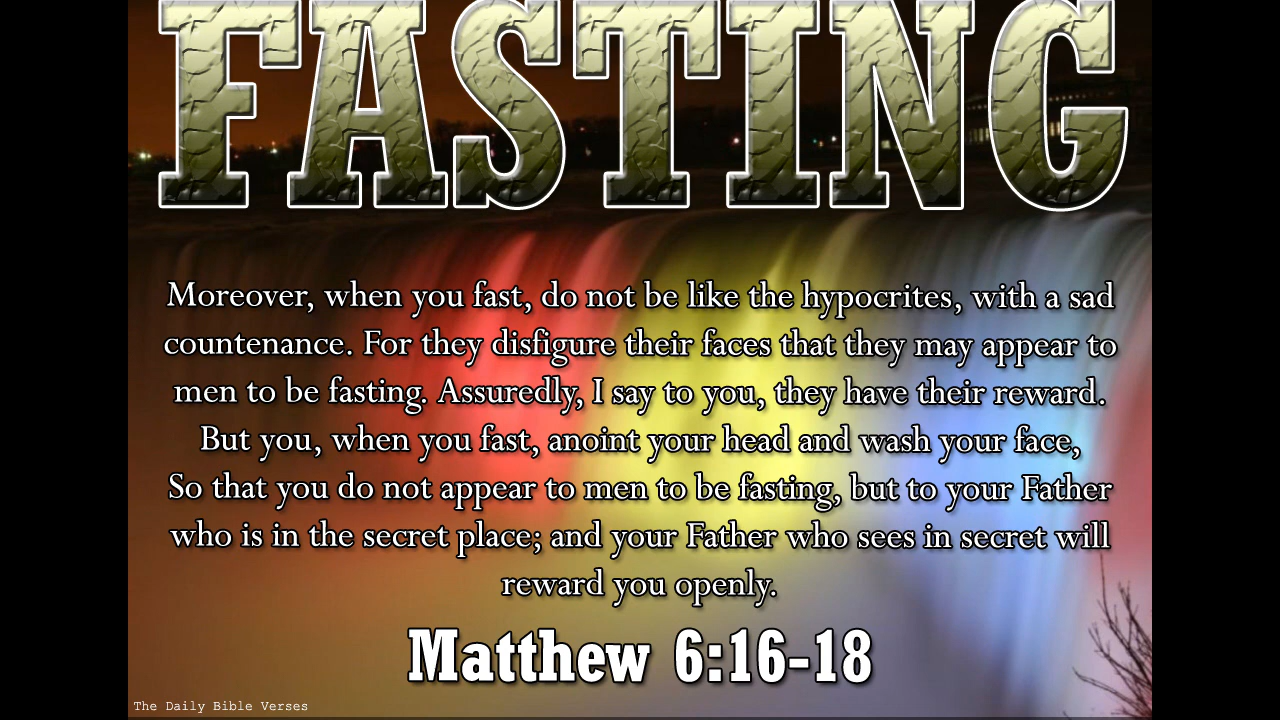 FASTING
Moreover, when you fast, do not be like the hypocrites, with a sad
countenance. For they disfigure their faces that they may appear to
men to be fasting. Assuredly, I say to you, they have their reward.
But you, when you fast, anoint your head and wash your face,
So that you do not appear to men to be fasting, but to your Father
who is in the secret place; and your Father who sees in secret will
reward you openly.
Matthew 6:16-18
The Daily Bible Verses